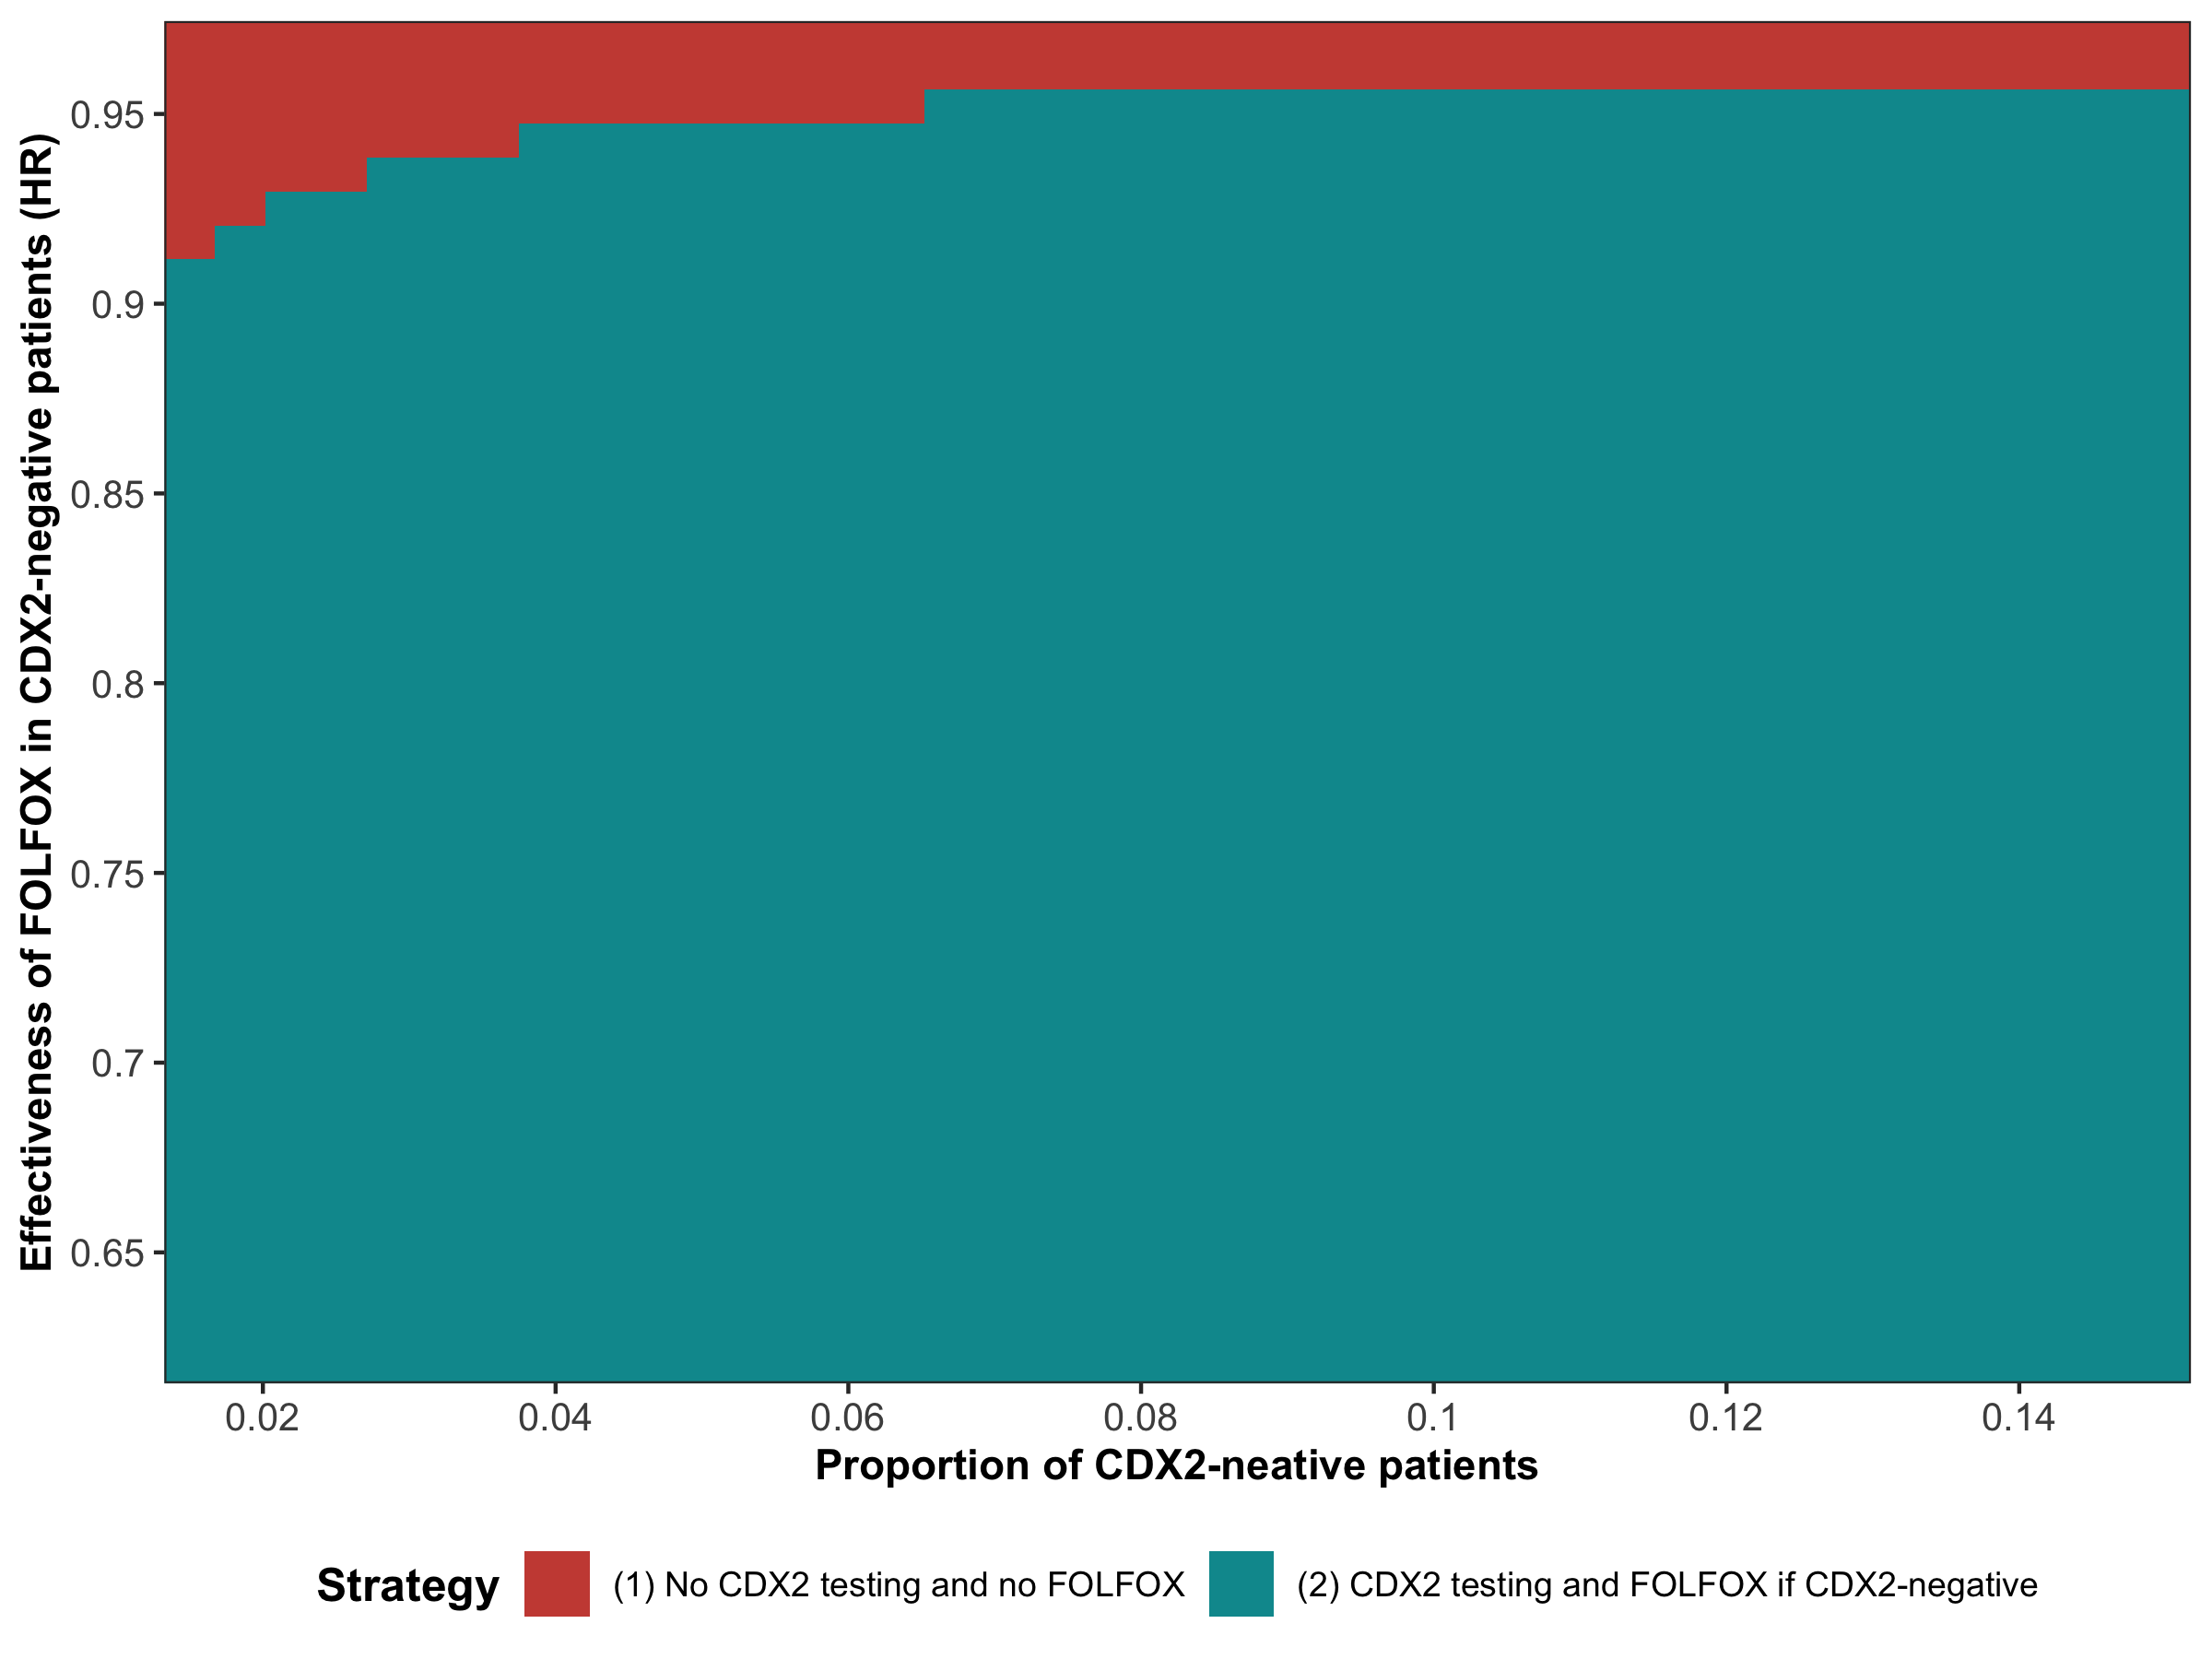 Effectiveness of FOLFOX in CDX2-negative patients (HR)
0.95
0.9
0.85
0.8
0.75
0.7
0.65
0.02 0.04 0.06 0.08 0.1 0.12 0.14
Proportion of CDX2-neative patients
Strategy (1) No CDX2 testing and no FOLFOX (2) CDX2 testing and FOLFOX if CDX2-negative